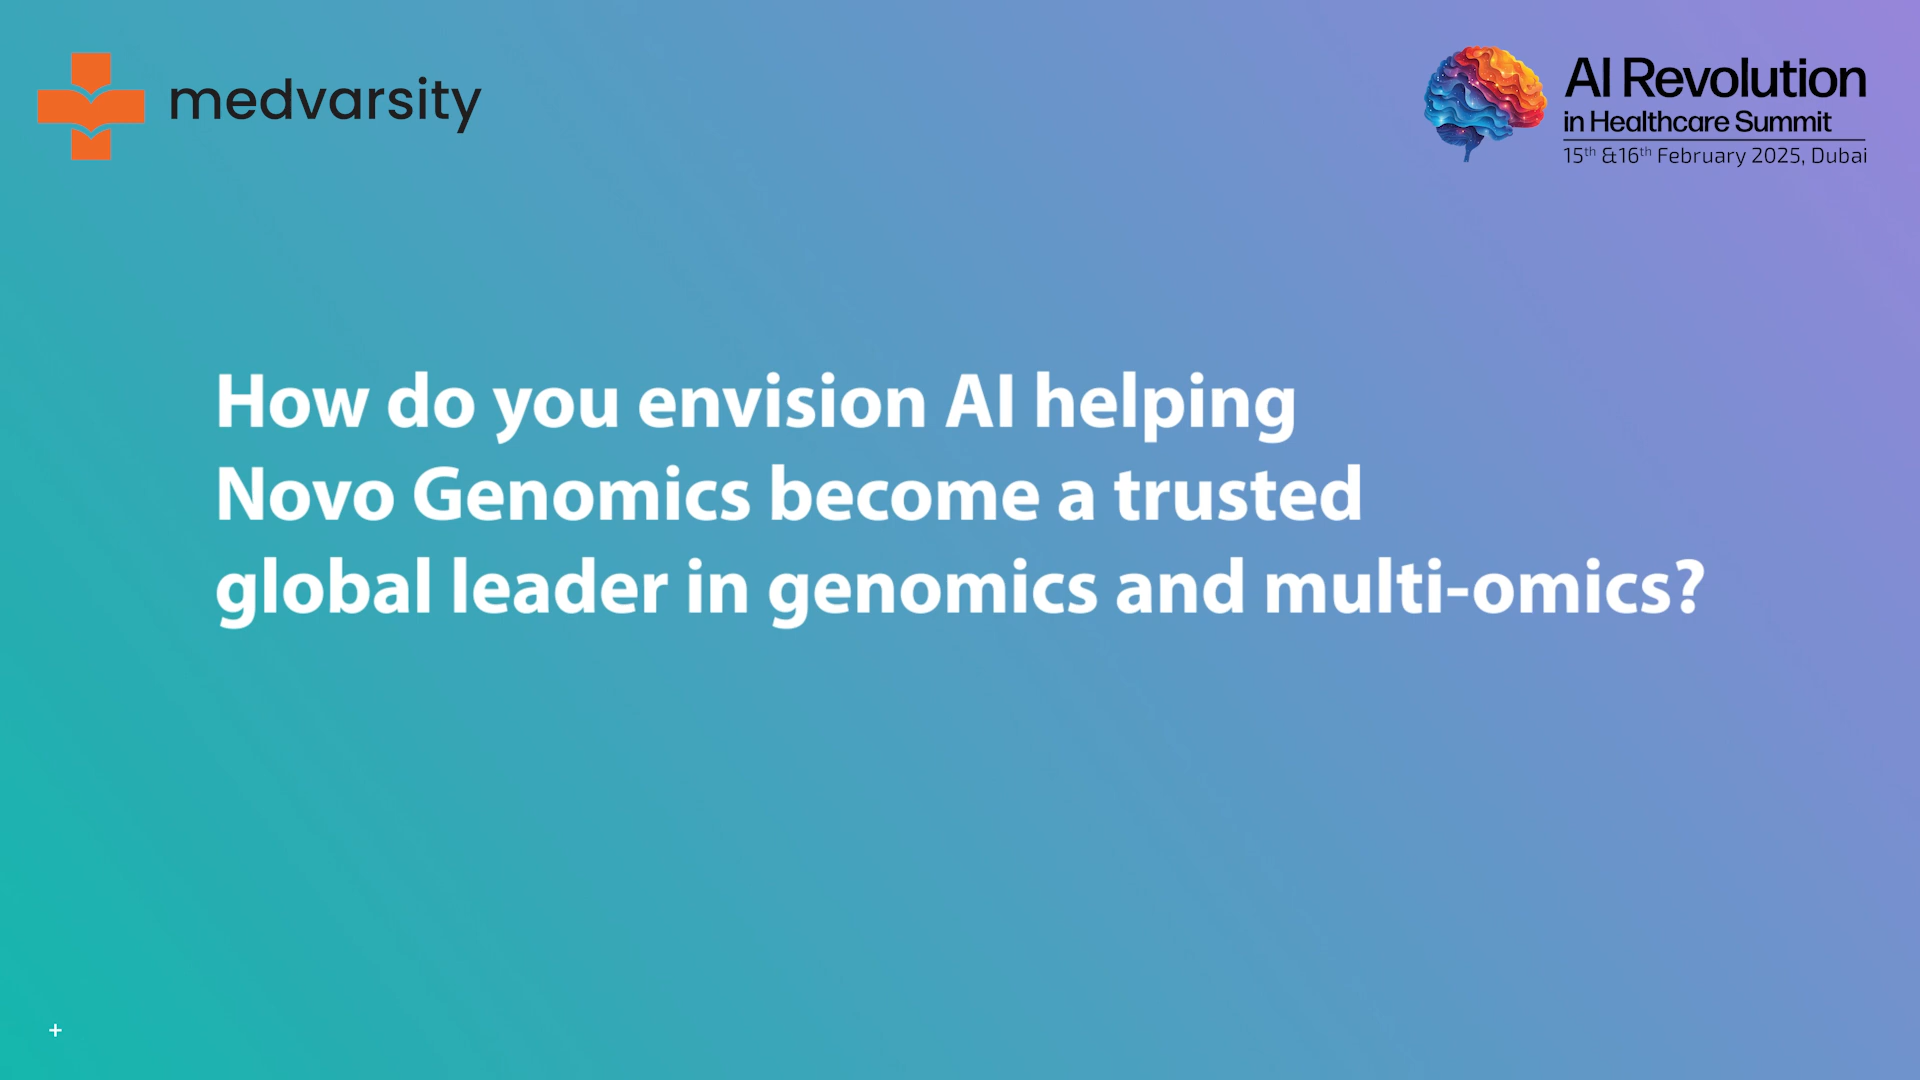 medvarsity
AI Revolution
in Healthcare Summit
15th & 16th February 2025, Dubai
How do you envision AI helping
Novo Genomics become a trusted
global leader in genomics and multi-omics?
+